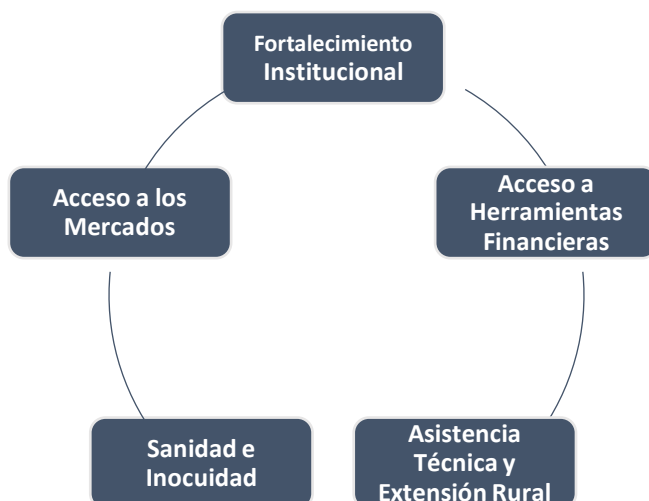 Fortalecimiento
Institucional
Acceso a los
Mercados
Acceso a
Herramientas
Financieras
Sanidad e
Inocuidad
Asistencia
Técnica y
Extensión Rural